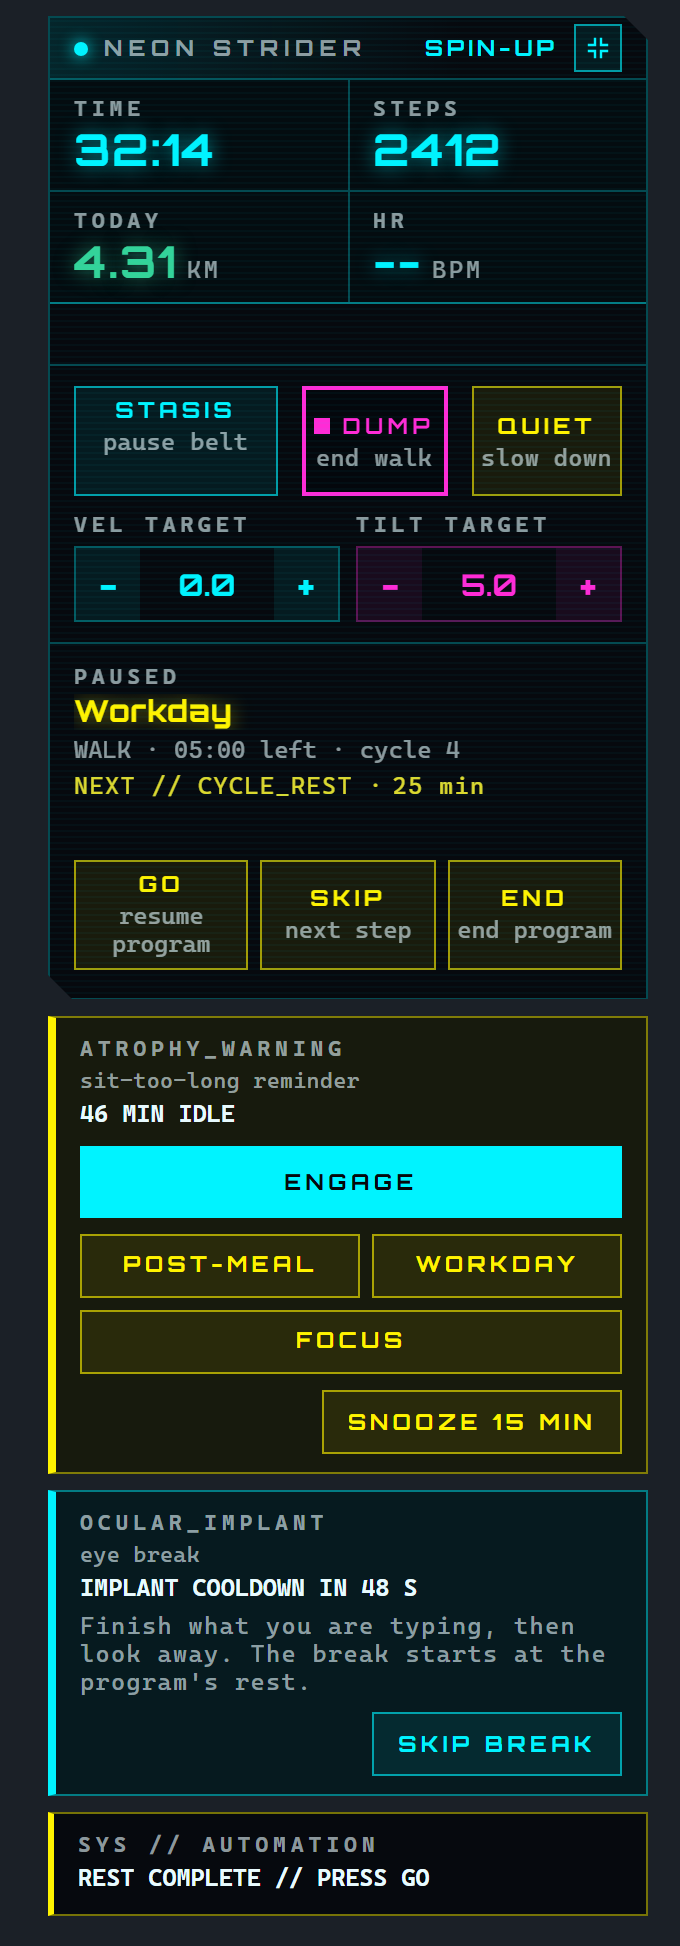 NEON STRIDER SPIN-UP
TIME STEPS
32:14 2412
TODAY HR
4.31 KM -- BPM
STASIS
pause belt
DUMP
end walk
QUIET
slow down
VEL TARGET TILT TARGET
- 0.0 + - 5.0 +
PAUSED
Workday
WALK · 05:00 left · cycle 4
NEXT // CYCLE_REST · 25 min
GO
resume
program
SKIP
next step
END
end program
ATROPHY_WARNING
sit-too-long reminder
46 MIN IDLE
ENGAGE
POST-MEAL WORKDAY
FOCUS
SNOOZE 15 MIN
OCULAR_IMPLANT
eye break
IMPLANT COOLDOWN IN 48 S
Finish what you are typing, then
look away. The break starts at the
program's rest.
SKIP BREAK
SYS // AUTOMATION
REST COMPLETE // PRESS GO